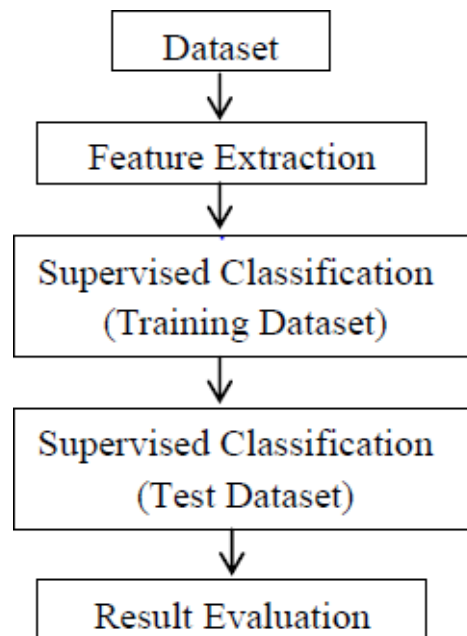 Dataset
Feature Extraction
Supervised Classification
(Training Dataset)
Supervised Classification
(Test Dataset)
Result Evaluation